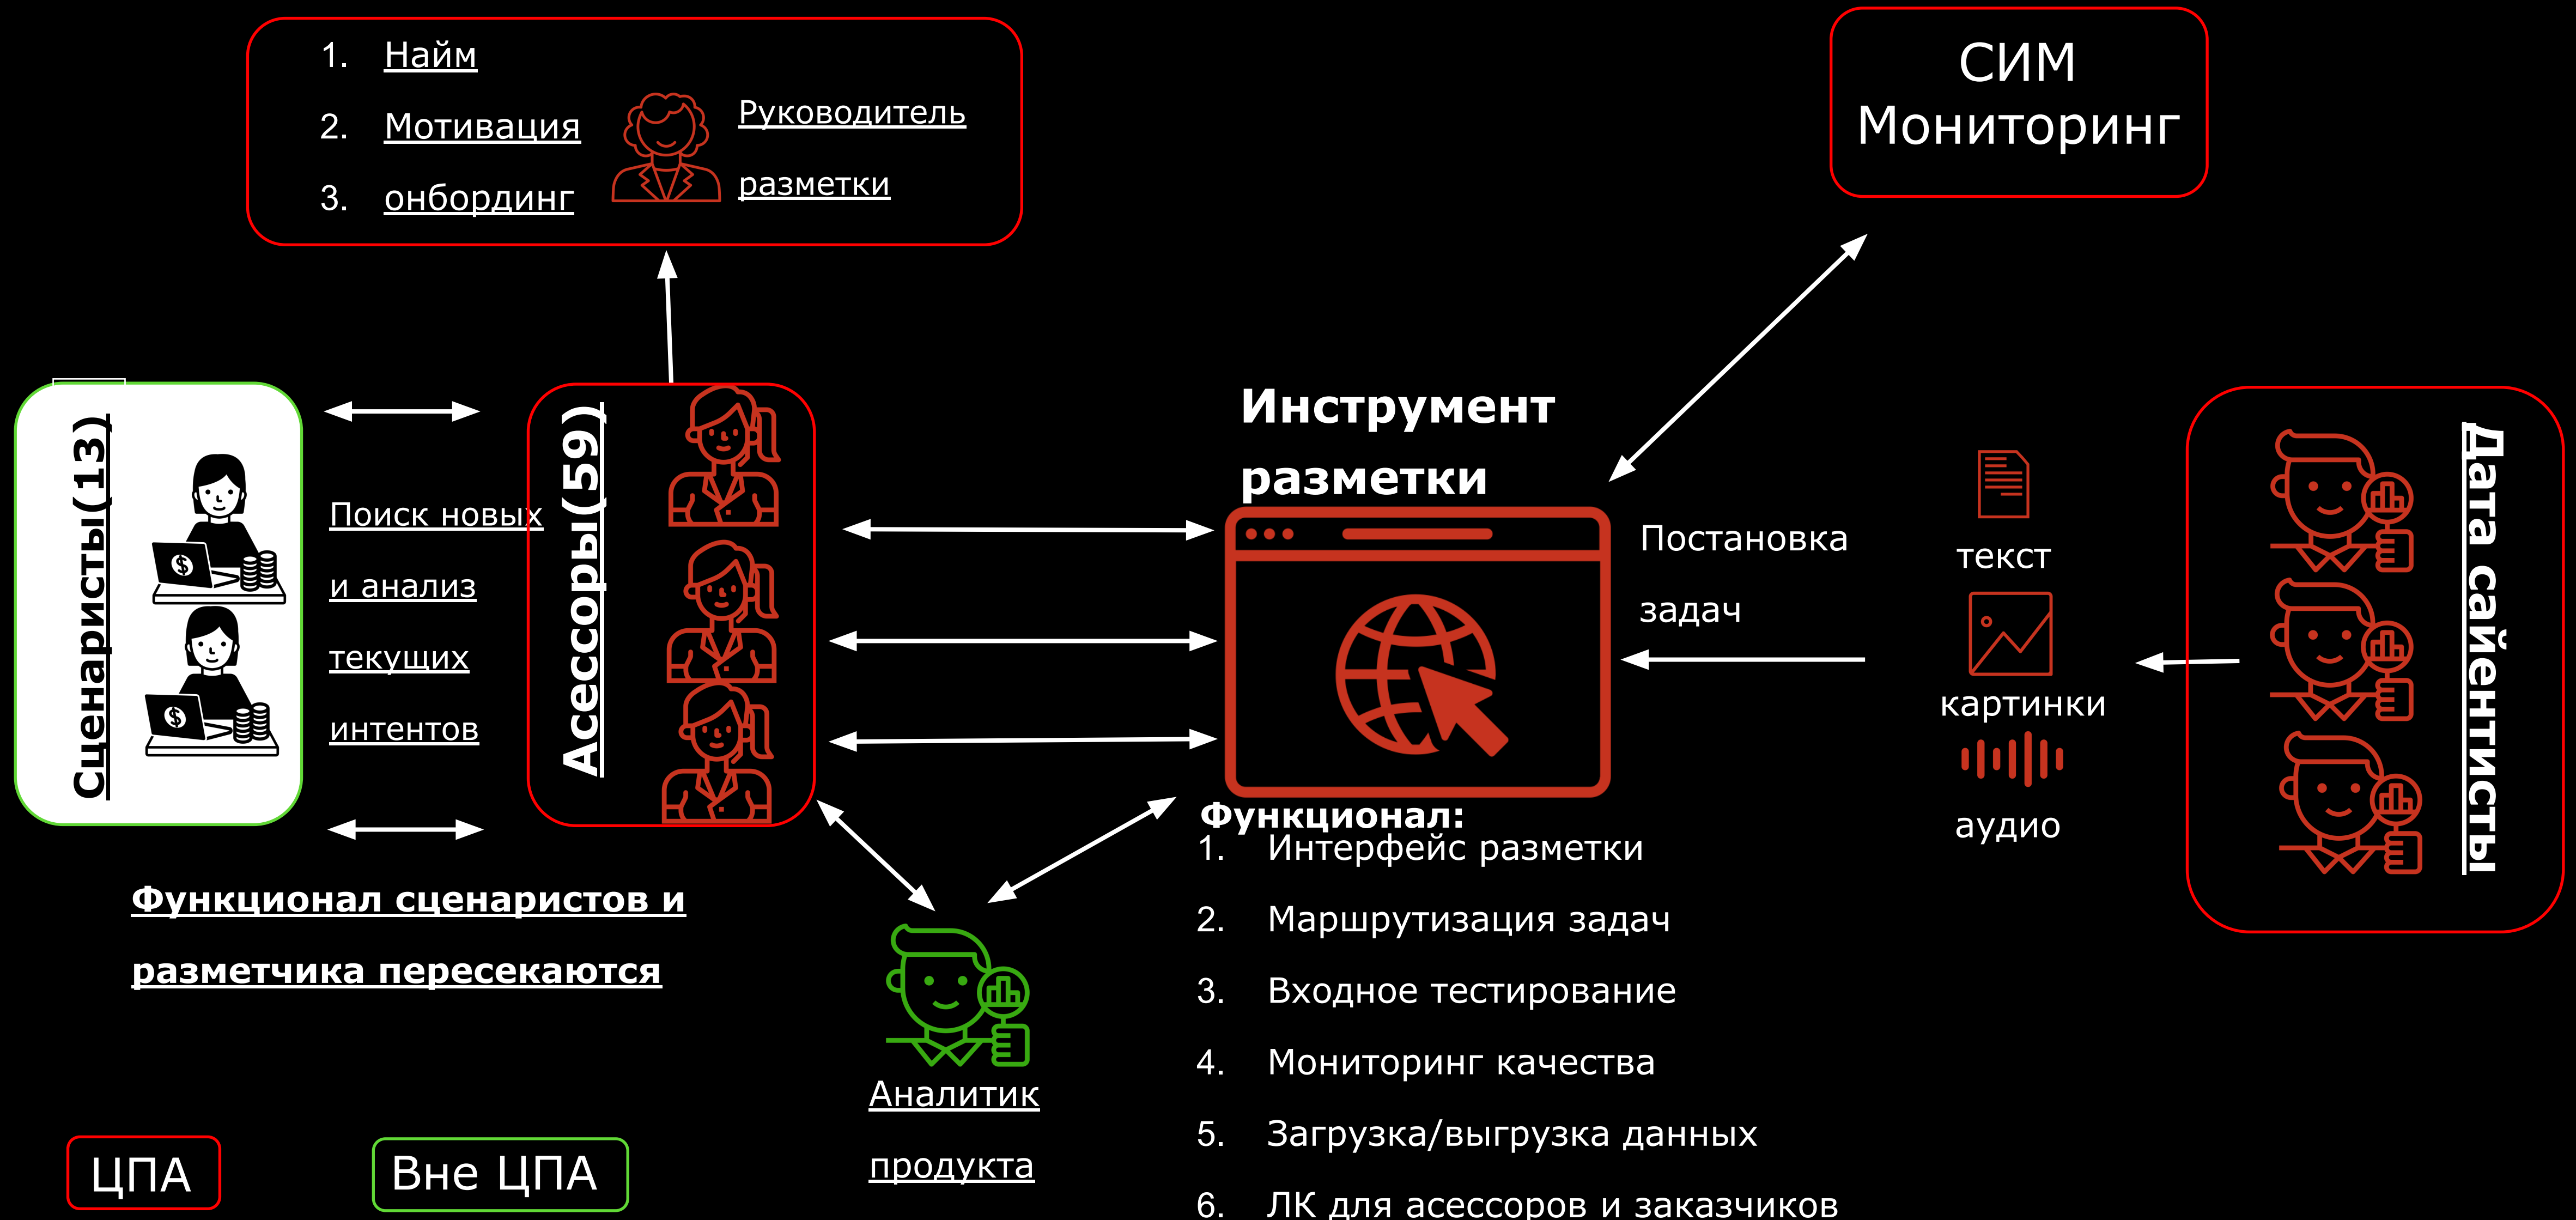 1. Найм
2. Мотивация
3. онбординг
Руководитель
разметки
СИМ
Мониторинг
Сценаристы(13)
Поиск новых
и анализ
текущих
интентов
Асессоры(59)
Инструмент
разметки
Постановка
задач
текст
картинки
аудио
Дата сайентисты
Функционал сценаристов и
разметчика пересекаются
Аналитик
продукта
Функционал:
1. Интерфейс разметки
2. Маршрутизация задач
3. Входное тестирование
4. Мониторинг качества
5. Загрузка/выгрузка данных
6. ЛК для асессоров и заказчиков
ЦПА
Вне ЦПА